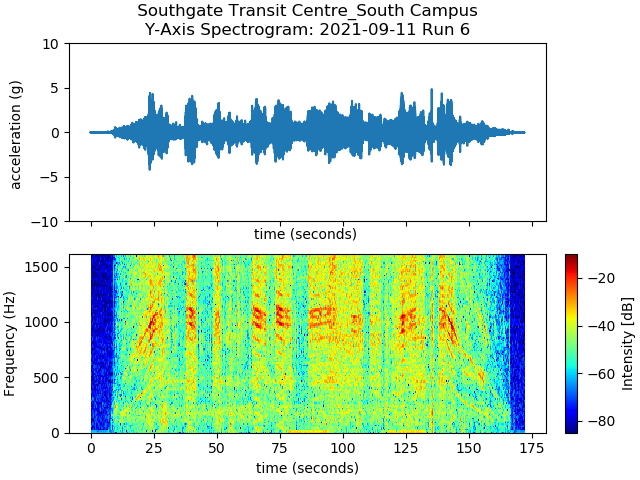 Southgate Transit Centre_South Campus
Y-Axis Spectrogram: 2021-09-11 Run 6
10
5
0
−5
−10
acceleration (g)
time (seconds)
1500
1000
500
0
Frequency (Hz)
0 25 50 75 100 125 150 175
time (seconds)
−20
−40
−60
−80
Intensity [dB]